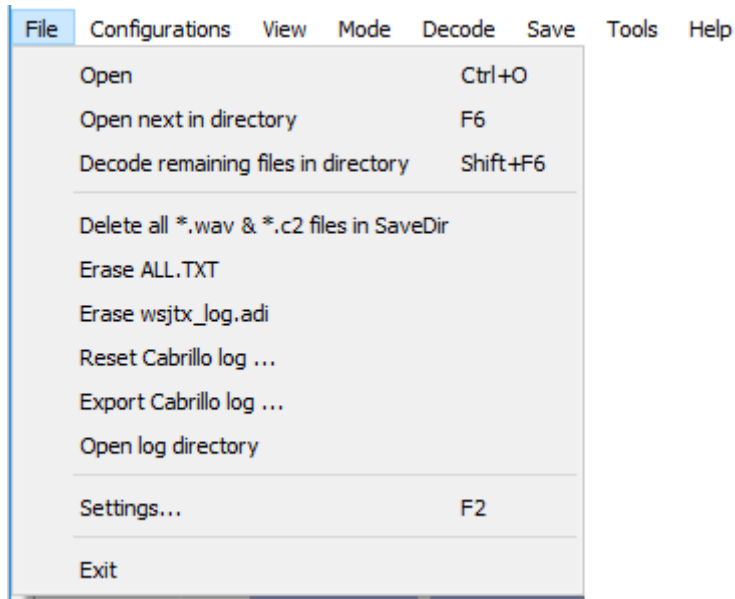 File Configurations View Mode Decode Save Tools Help
Open Ctrl+O
Open next in directory F6
Decode remaining files in directory Shift+F6
Delete all *.wav & *.c2 files in SaveDir
Erase ALL.TXT
Erase wsjtx_log.adi
Reset Cabrillo log ...
Export Cabrillo log ...
Open log directory
Settings... F2
Exit